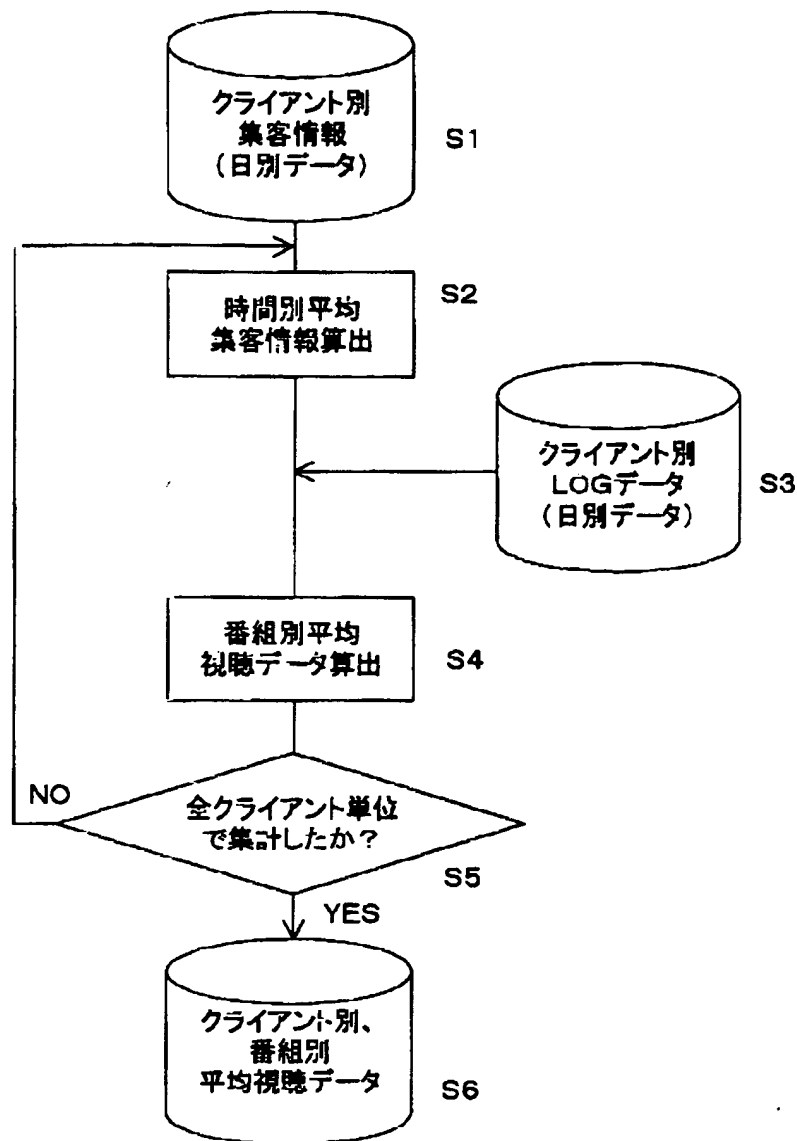 クライアント別
集客情報
(日別データ)
S1
時間別平均
集客情報算出
S2
クライアント別
LOGデータ
(日別データ)
S3
番組別平均
視聴データ算出
S4
NO
全クライアント単位
で集計したか?
S5
YES
クライアント別、
番組別
平均視聴データ
S6